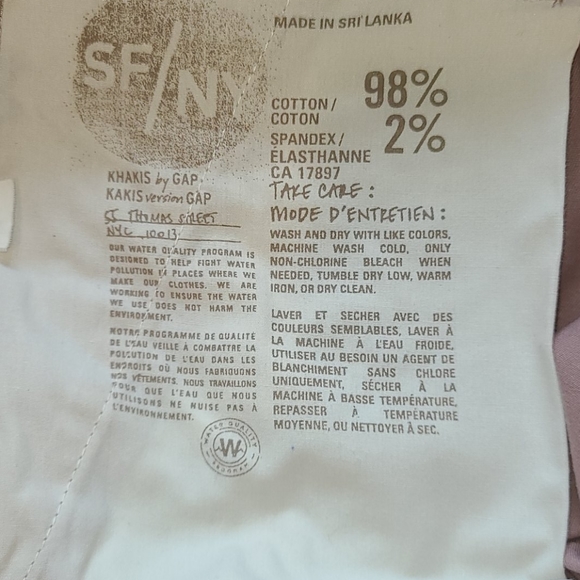 SF/NY
KHAKIS by GAP
KAKIS version GAP
55 THOMAS STREET
NYC, 10013
OUR WATER QUALITY PROGRAM IS
DESIGNED TO HELP FIGHT WATER
POLLUTION IN PLACES WHERE WE
MAKE OUR CLOTHES. WE ARE
WORKING TO ENSURE THE WATER
WE USE DOES NOT HARM THE
ENVIRONMENT.
NOTRE PROGRAMME DE QUALITÉ
DE L'EAU VEILLE À COMBATTRE LA
POLLUTION DE L'EAU DANS LES
ENDROITS OÙ NOUS FABRIQUONS
NOS VÊTEMENTS. NOUS TRAVAILLONS
POUR QUE L'EAU QUE NOUS
UTILISONS NE NUISE PAS À
L'ENVIRONNEMENT.
WATER QUALITY
W
PROGRAM
MADE IN SRI LANKA
COTTON / 98%
COTON
SPANDEX / 2%
ÉLASTHANNE
CA 17897
TAKE CARE :
MODE D'ENTRETIEN :
WASH AND DRY WITH LIKE COLORS,
MACHINE WASH COLD, ONLY
NON-CHLORINE BLEACH WHEN
NEEDED, TUMBLE DRY LOW, WARM
IRON, OR DRY CLEAN.
LAVER ET SECHER AVEC DES
COULEURS SEMBLABLES, LAVER À
LA MACHINE À L'EAU FROIDE,
UTILISER AU BESOIN UN AGENT DE
BLANCHIMENT SANS CHLORE
UNIQUEMENT, SÉCHER À LA
MACHINE À BASSE TEMPÉRATURE,
REPASSER À TEMPÉRATURE
MOYENNE, OU NETTOYER À SEC.